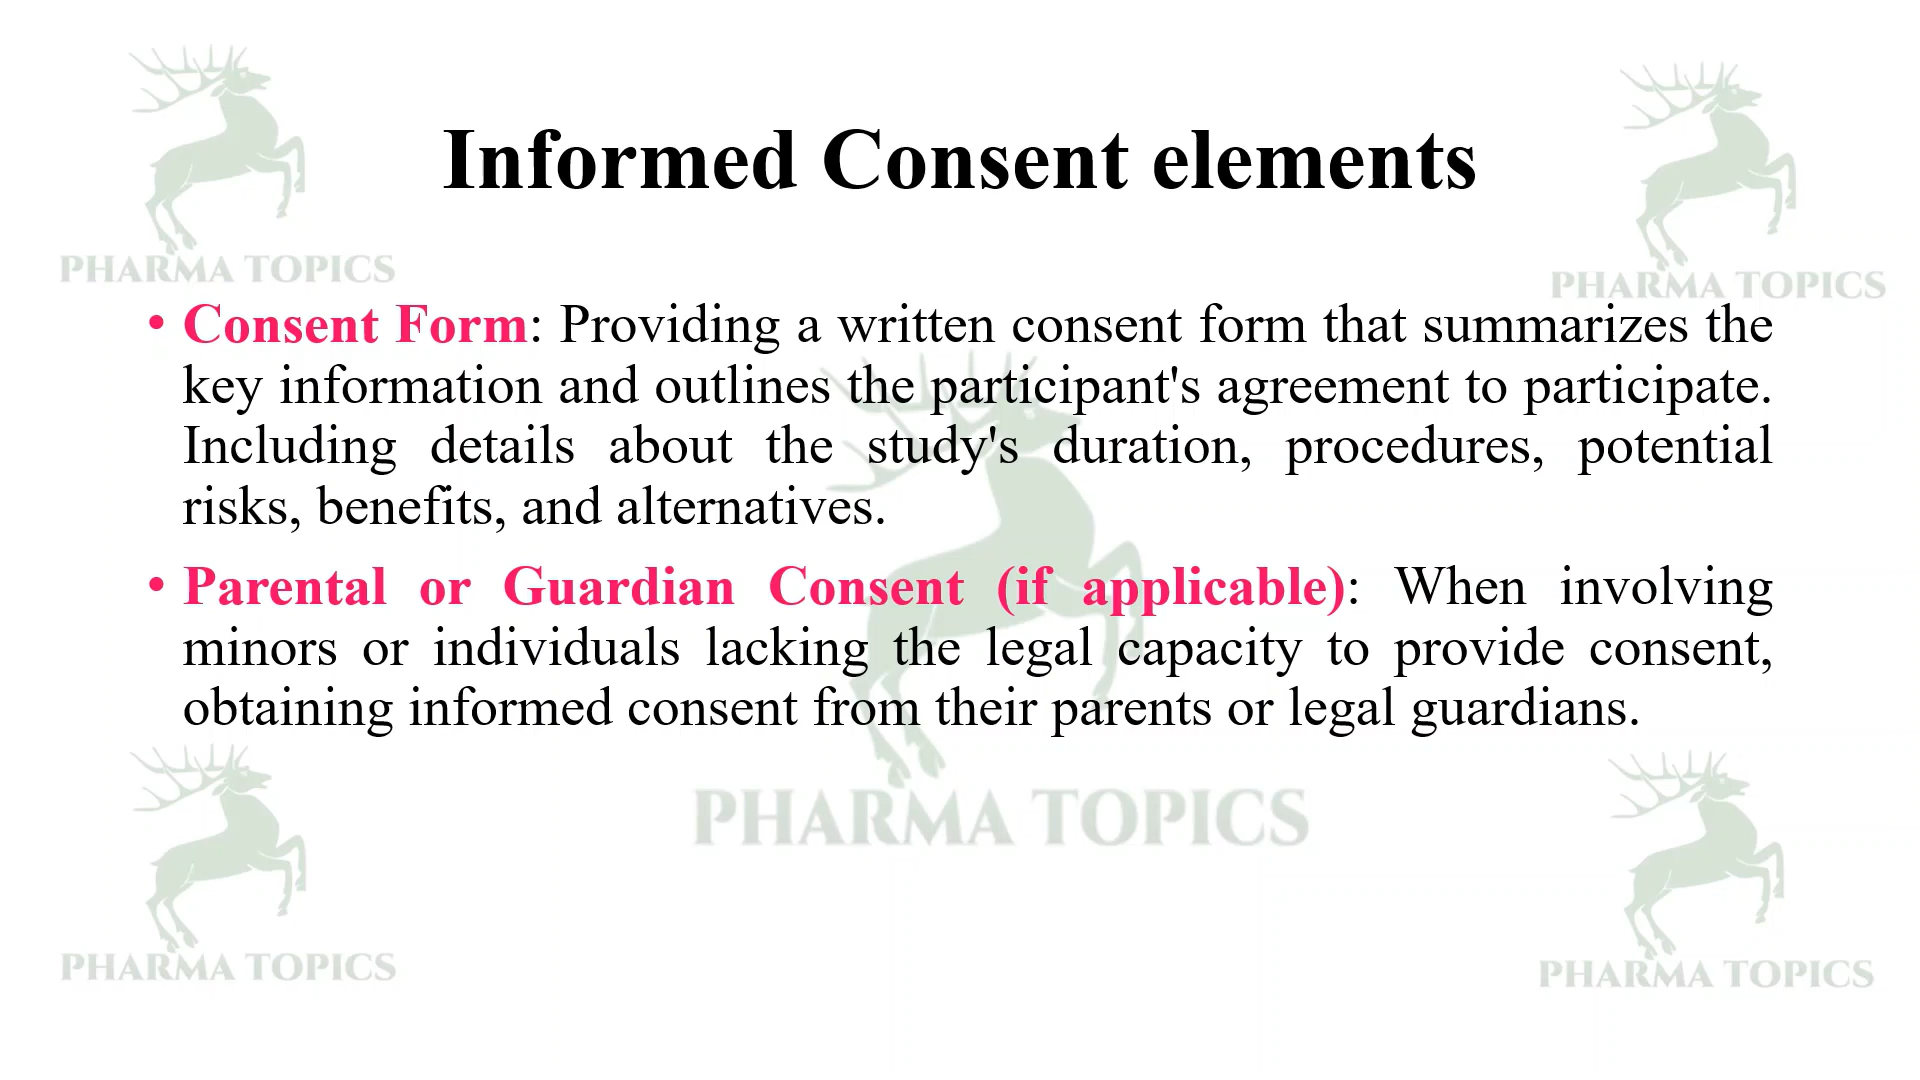 PHARMA TOPICS
PHARMA TOPICS
Informed Consent elements
• Consent Form: Providing a written consent form that summarizes the
key information and outlines the participant's agreement to participate.
Including details about the study's duration, procedures, potential
risks, benefits, and alternatives.
• Parental or Guardian Consent (if applicable): When involving
minors or individuals lacking the legal capacity to provide consent,
obtaining informed consent from their parents or legal guardians.
PHARMA TOPICS
PHARMA TOPICS
PHARMA TOPICS